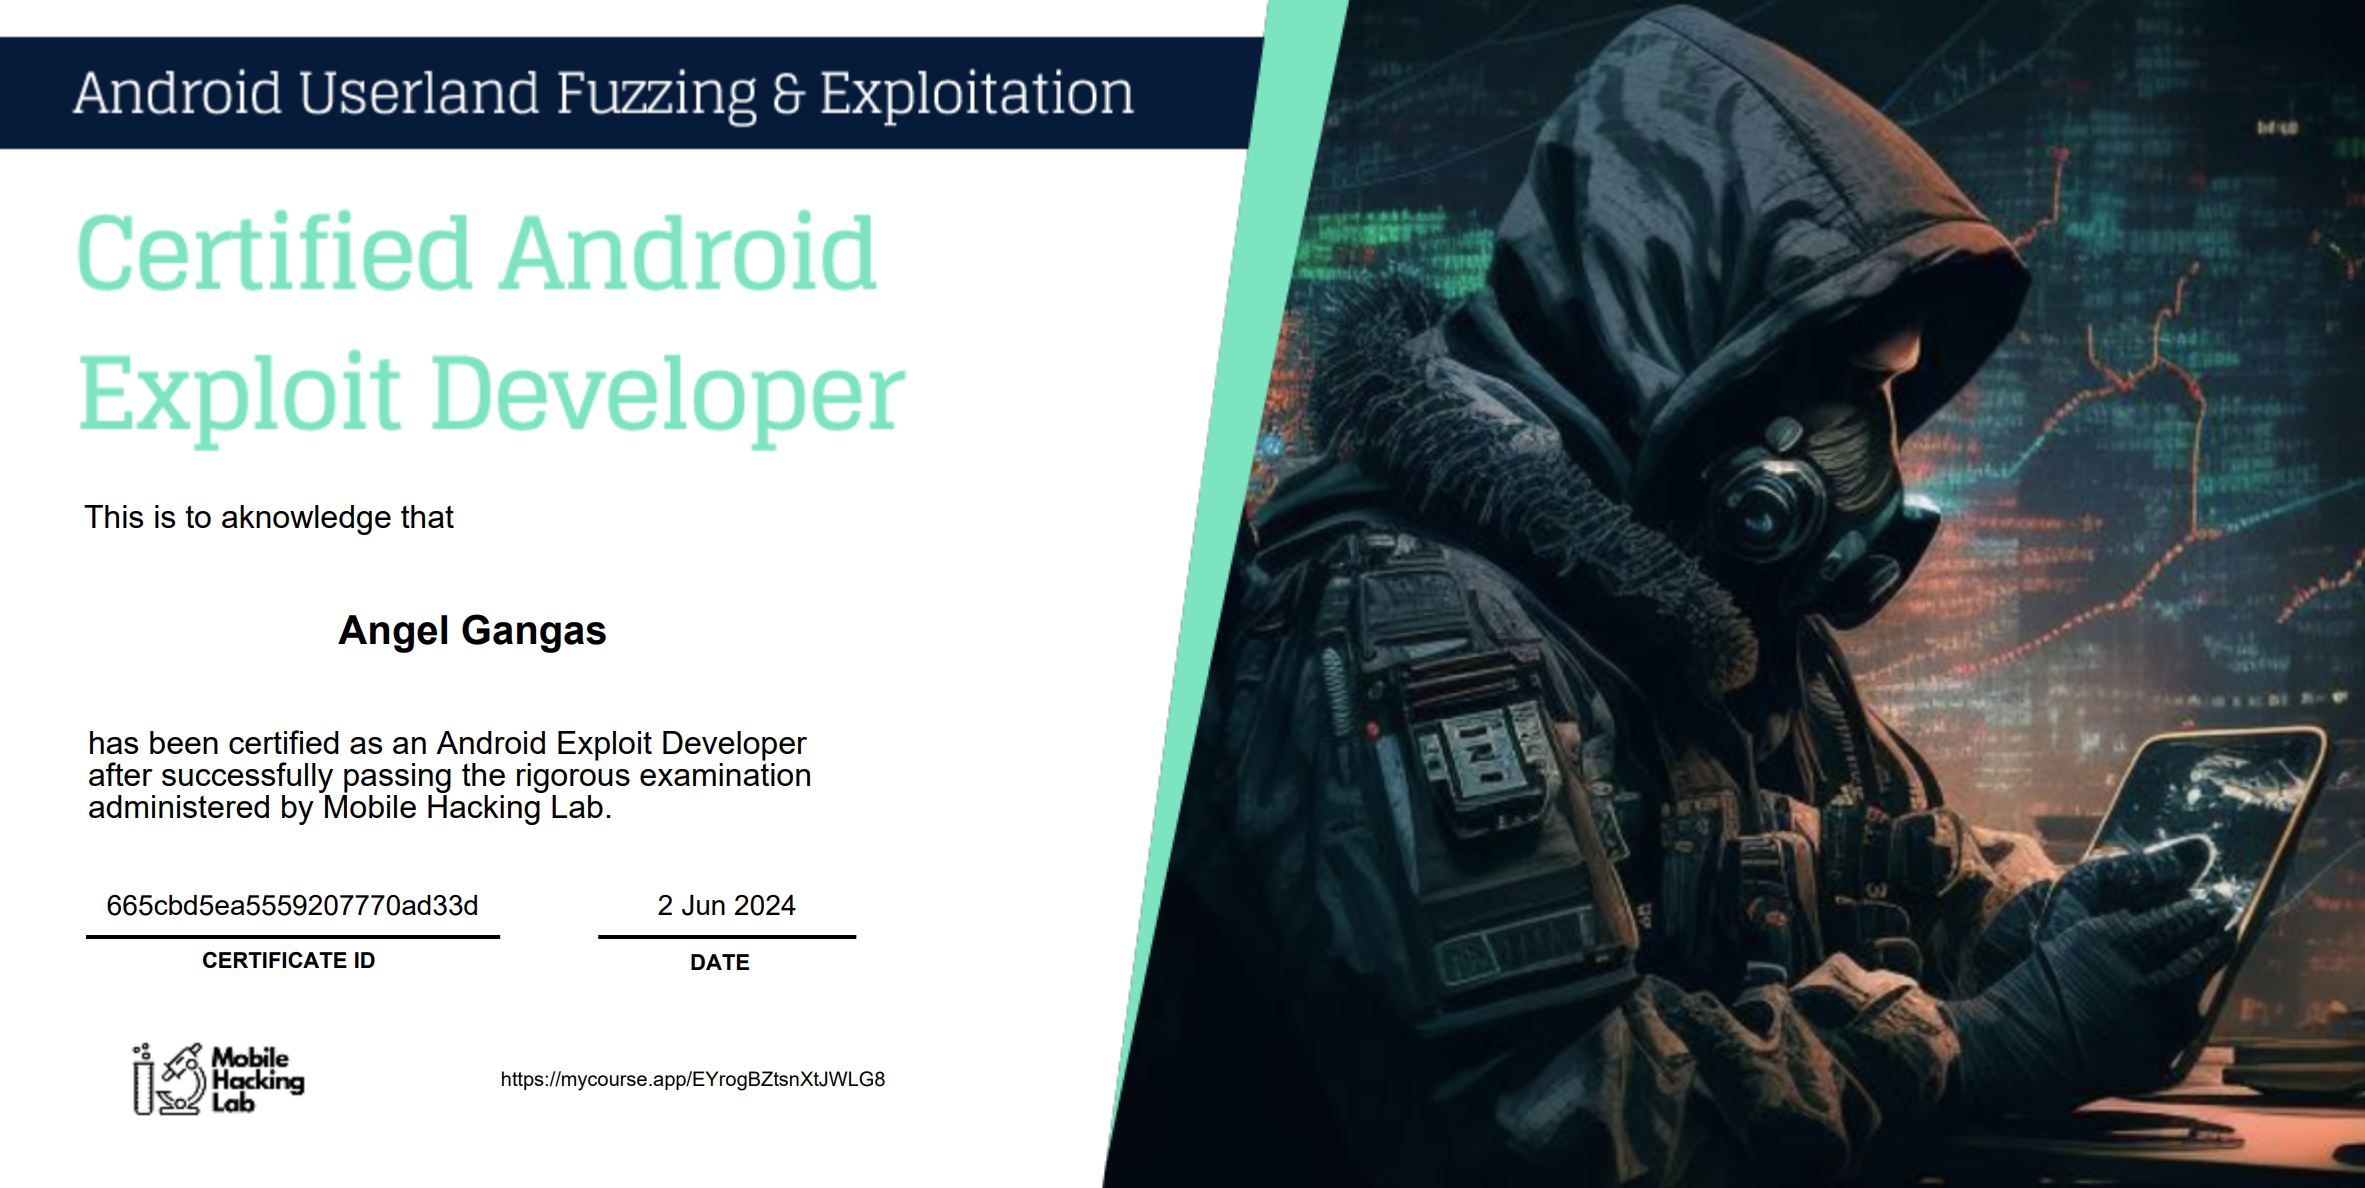 Android Userland Fuzzing & Exploitation
Certified Android
Exploit Developer
This is to aknowledge that
Angel Gangas
has been certified as an Android Exploit Developer
after successfully passing the rigorous examination
administered by Mobile Hacking Lab.
665cbd5ea5559207770ad33d
CERTIFICATE ID
2 Jun 2024
DATE
Mobile
Hacking
Lab
https://mycourse.app/EYrogBZtsnXtJWLG8